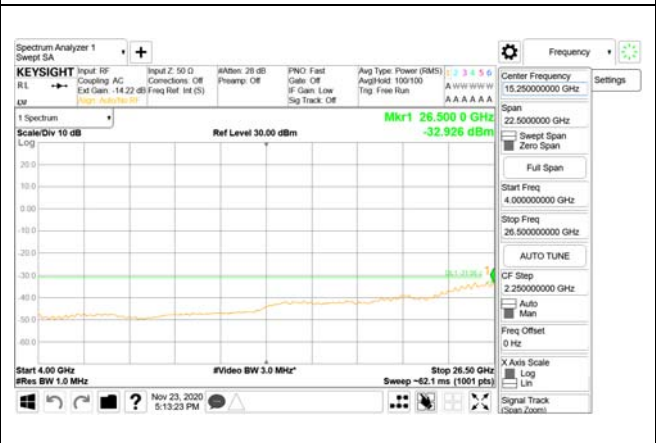 Spectrum Analyzer 1
Swept SA
Frequency
KEYSIGHT
Input: RF
Coupling: AC
Ext Gain: -14.22 dB
Align: Auto/No RF
RL
Input Z: 50 Ω
Corrections: Off
Freq Ref: Int (S)
#Atten: 28 dB
Preamp: Off
PNO: Fast
Gate: Off
IF Gain: Low
Sig Track: Off
Avg Type: Power (RMS)
Avg|Hold: 100/100
Trig: Free Run
1 2 3 4 5 6
A W W W W W
A A A A A A
1 Spectrum
Scale/Div 10 dB
Ref Level 30.00 dBm
Mkr1 26.500 0 GHz
-32.926 dBm
Log
20.0
10.0
0.00
-10.0
-20.0
-30.0
-40.0
-50.0
-60.0
1
Start 4.00 GHz
#Res BW 1.0 MHz
#Video BW 3.0 MHz*
Stop 26.50 GHz
Sweep ~62.1 ms (1001 pts)
Nov 23, 2020
5:13:23 PM
Center Frequency
15.250000000 GHz
Settings
Span
22.5000000 GHz
Swept Span
Zero Span
Full Span
Start Freq
4.000000000 GHz
Stop Freq
26.500000000 GHz
AUTO TUNE
CF Step
2.250000000 GHz
Auto
Man
Freq Offset
0 Hz
X Axis Scale
Log
Lin
Signal Track
(Span Zoom)